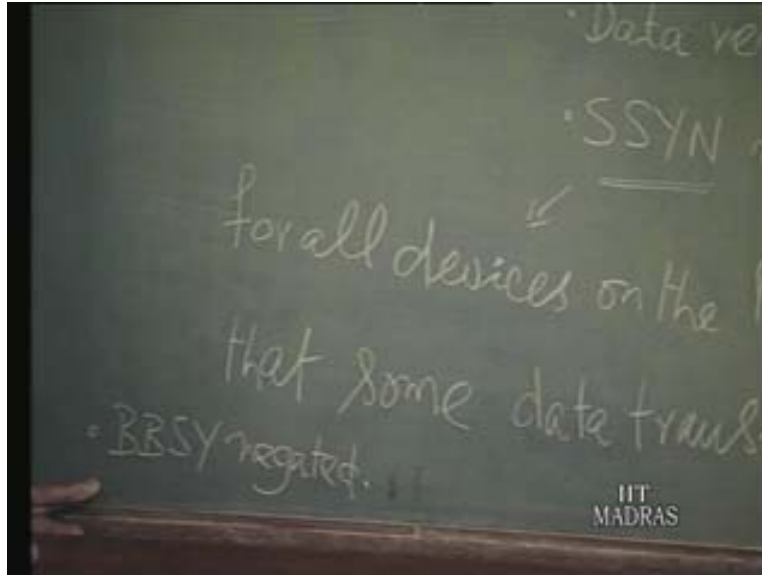 · Data ve
· SSYN
for all devices on the
that some data trans
· BBSY negated.
IIT
MADRAS